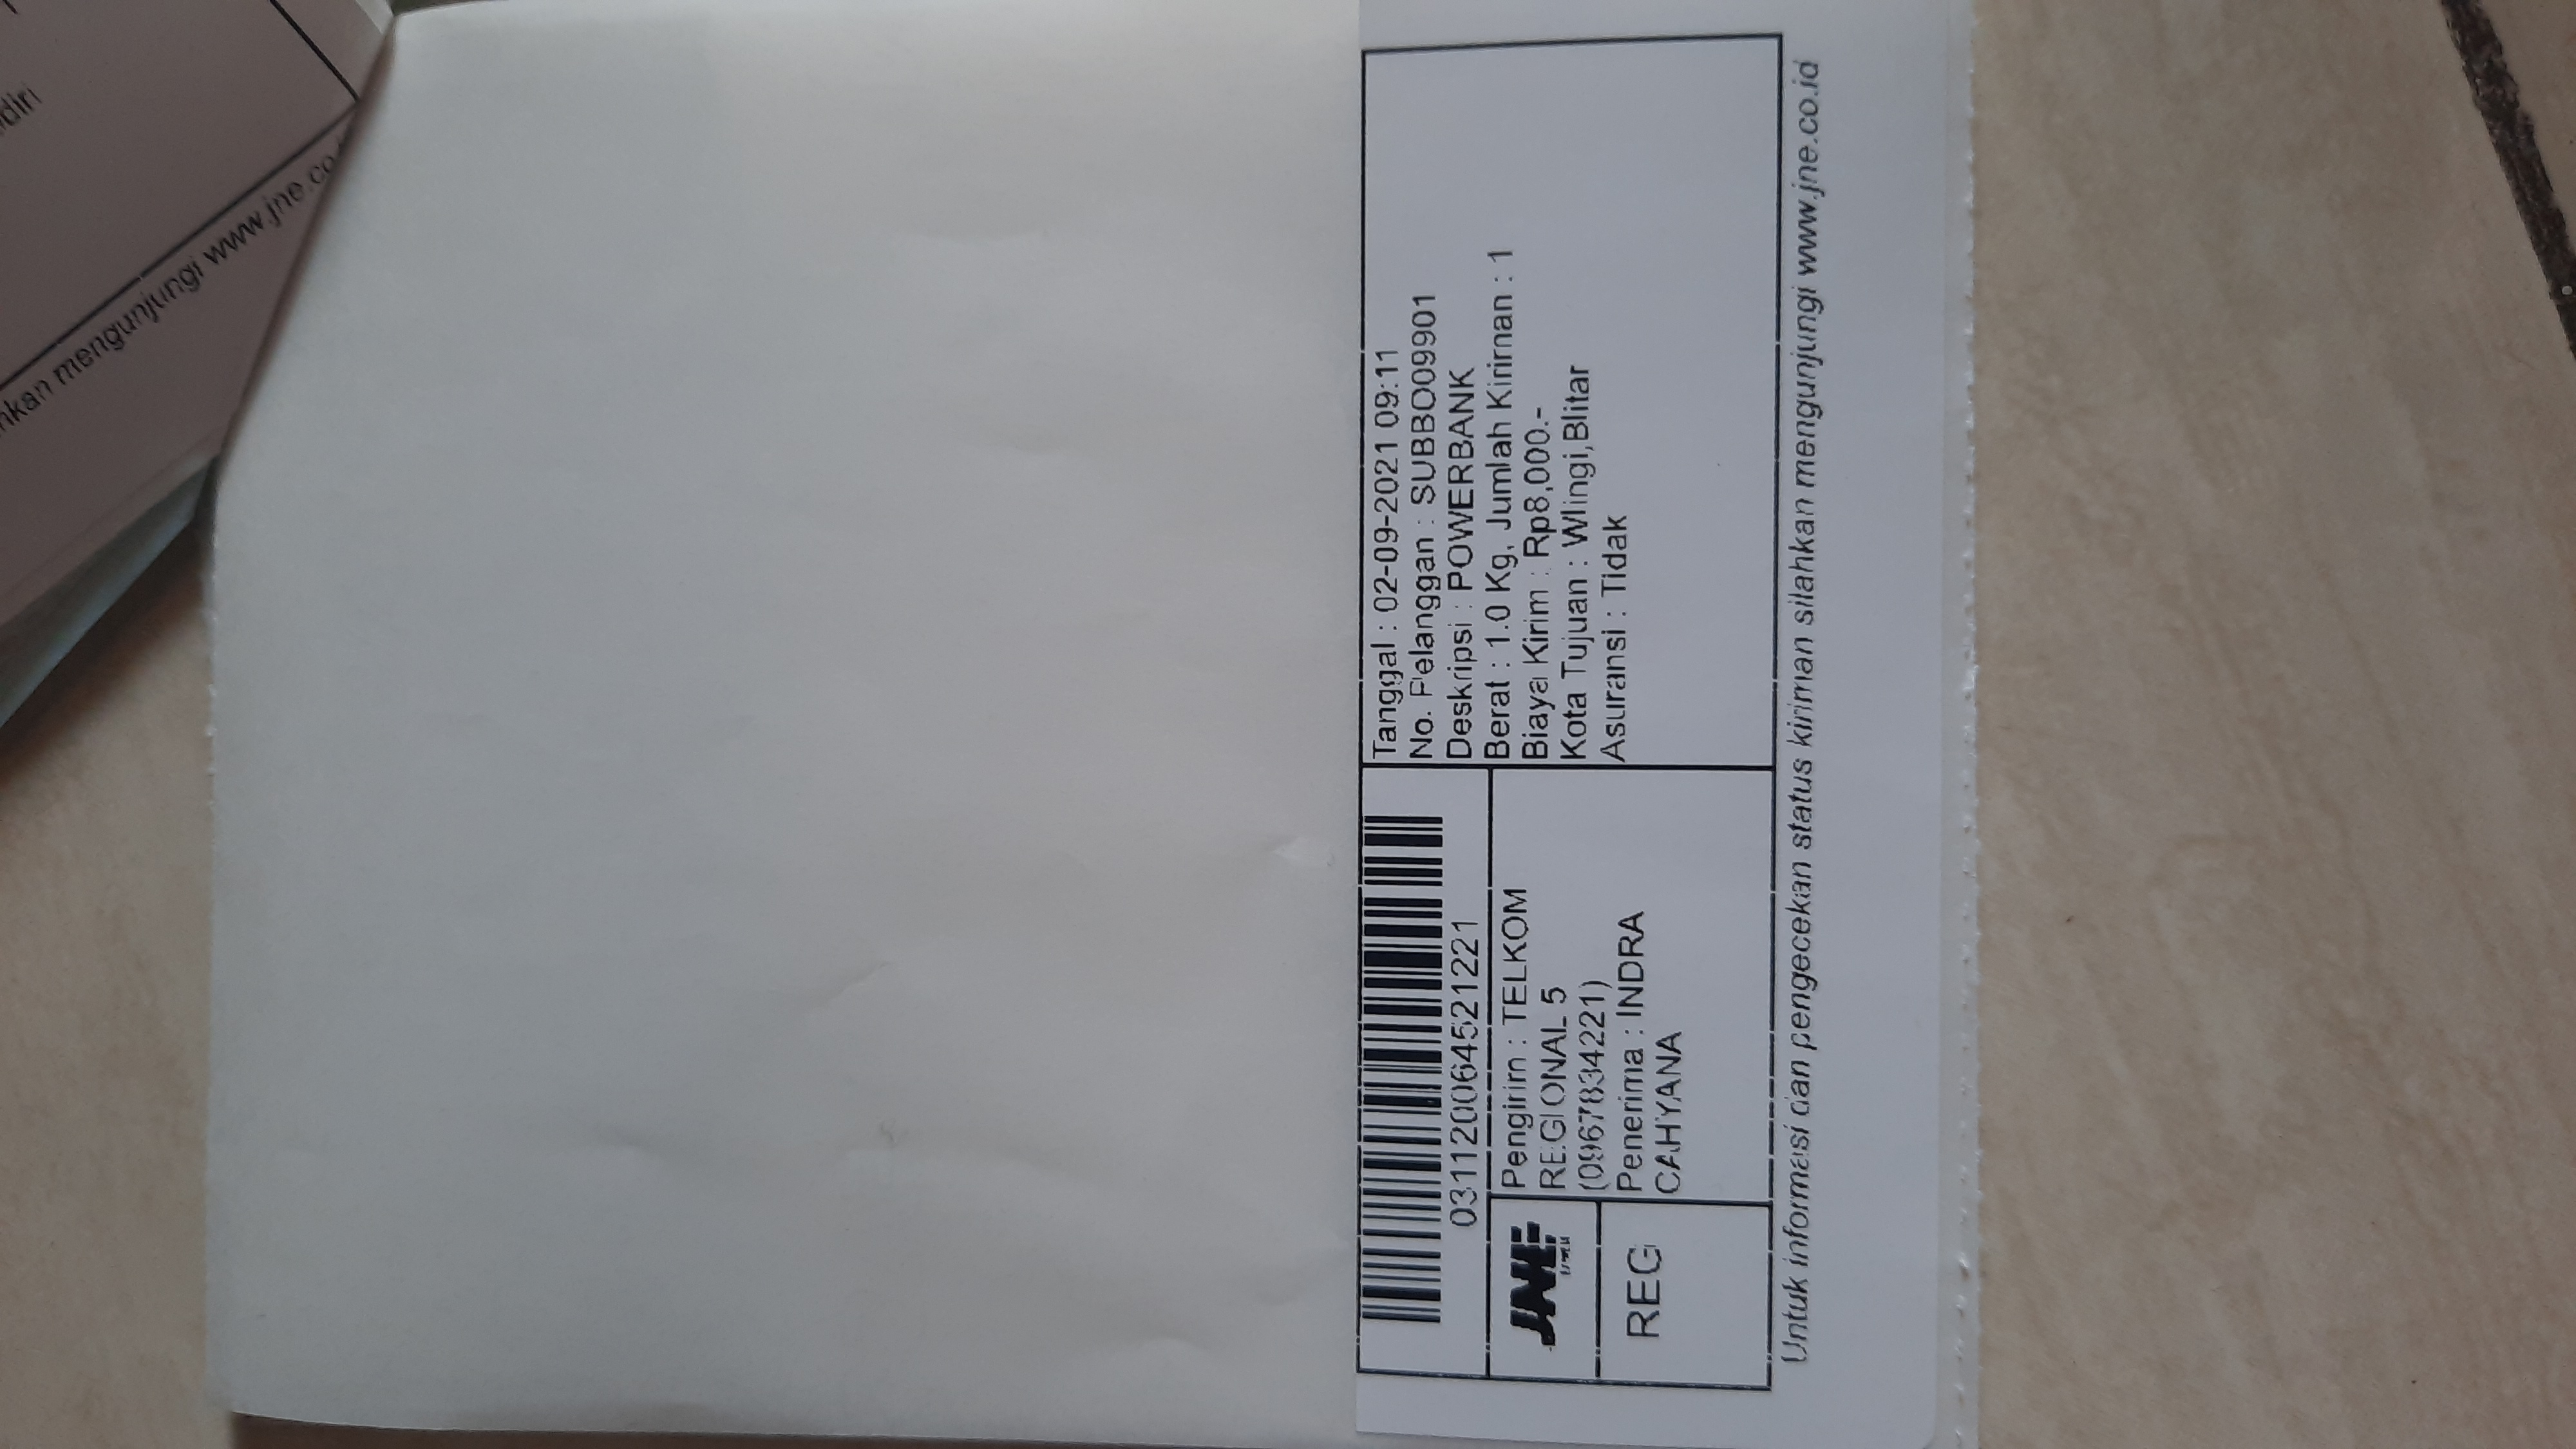 diri
hkan mengunjungi www.jne.co
031120064521221
JNE
REG
Pengirim : TELKOM
REGIONAL 5
(0967834221)
Penerima : INDRA
CAHYANA
Tanggal : 02-09-2021 09:11
No. Pelanggan : SUBBO09901
Deskripsi : POWERBANK
Berat : 1.0 Kg, Jumlah Kiriman : 1
Biaya Kirim : Rp8,000.-
Kota Tujuan : Wlingi,Blitar
Asuransi : Tidak
Untuk informasi dan pengecekan status kiriman silahkan mengunjungi www.jne.co.id